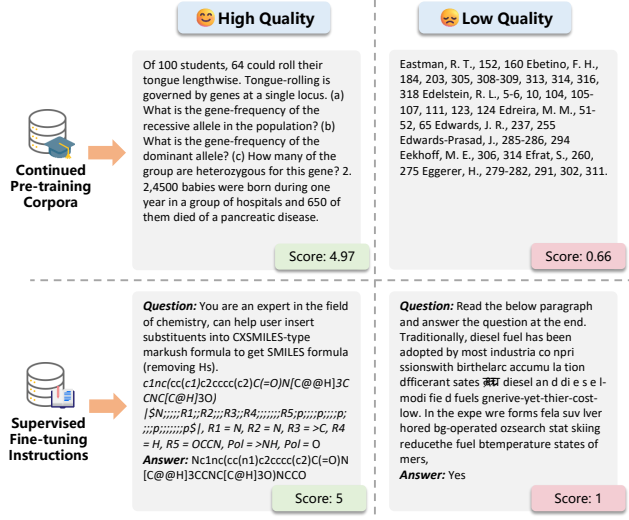 High Quality
Low Quality
Continued
Pre-training
Corpora
Of 100 students, 64 could roll their
tongue lengthwise. Tongue-rolling is
governed by genes at a single locus. (a)
What is the gene-frequency of the
recessive allele in the population? (b)
What is the gene-frequency of the
dominant allele? (c) How many of the
group are heterozygous for this gene? 2.
2,4500 babies were born during one
year in a group of hospitals and 650 of
them died of a pancreatic disease.
Score: 4.97
Eastman, R. T., 152, 160 Ebetino, F. H.,
184, 203, 305, 308-309, 313, 314, 316,
318 Edelstein, R. L., 5-6, 10, 104, 105-
107, 111, 123, 124 Edreira, M. M., 51-
52, 65 Edwards, J. R., 237, 255
Edwards-Prasad, J., 285-286, 294
Eekhoff, M. E., 306, 314 Efrat, S., 260,
275 Eggerer, H., 279-282, 291, 302, 311.
Score: 0.66
Supervised
Fine-tuning
Instructions
Question: You are an expert in the field
of chemistry, can help user insert
substituents into CXSMILES-type
markush formula to get SMILES formula
(removing Hs).
c1nc(cc(c1)c2cccc(c2)C(=O)N[C@@H]3C
CNC[C@H]3O)
|$N;;;;;R1;;R2;;;R3;;R4;;;;;;;R5;p;;;;p;;;;p;
;;;p;;;;;;;p$|, R1 = N, R2 = N, R3 = >C, R4
= H, R5 = OCCN, Pol = >NH, Pol = O
Answer: Nc1nc(cc(n1)c2cccc(c2)C(=O)N
[C@@H]3CCNC[C@H]3O)NCCO
Score: 5
Question: Read the below paragraph
and answer the question at the end.
Traditionally, diesel fuel has been
adopted by most industria co npri
ssionswith birthelarc accumu la tion
dfficerant sates diesel an d di e s e l-
modi fie d fuels gnerive-yet-thier-cost-
low. In the expe wre forms fela suv lver
hored bg-operated ozsearch stat skiing
reducethe fuel btemperature states of
mers,
Answer: Yes
Score: 1